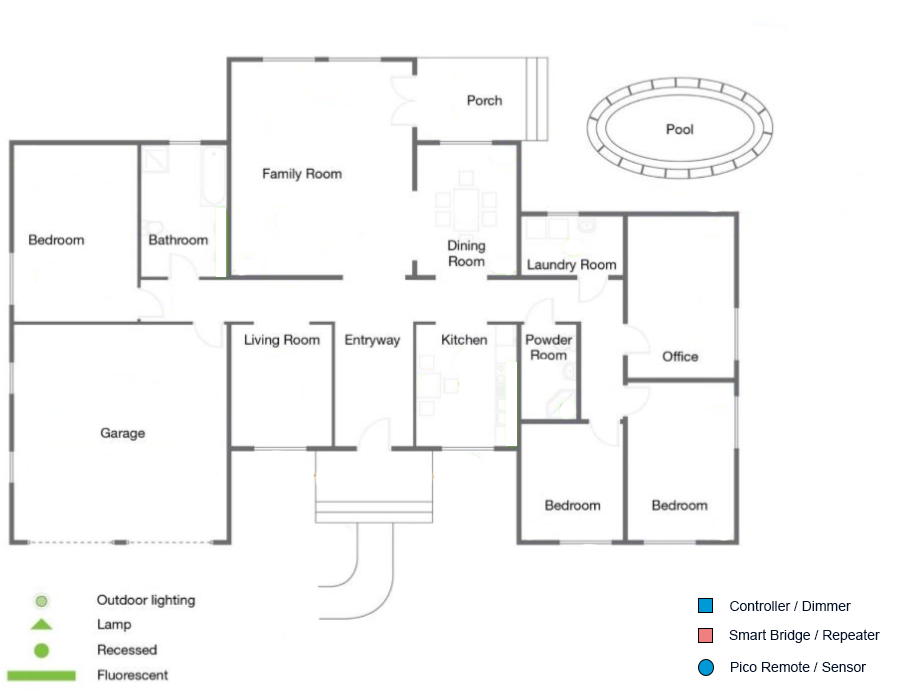 Porch
Pool
Family Room
Bedroom
Bathroom
Dining
Room
Laundry Room
Living Room
Entryway
Kitchen
Powder
Room
Office
Garage
Bedroom
Bedroom
Outdoor lighting
Lamp
Recessed
Fluorescent
Controller / Dimmer
Smart Bridge / Repeater
Pico Remote / Sensor